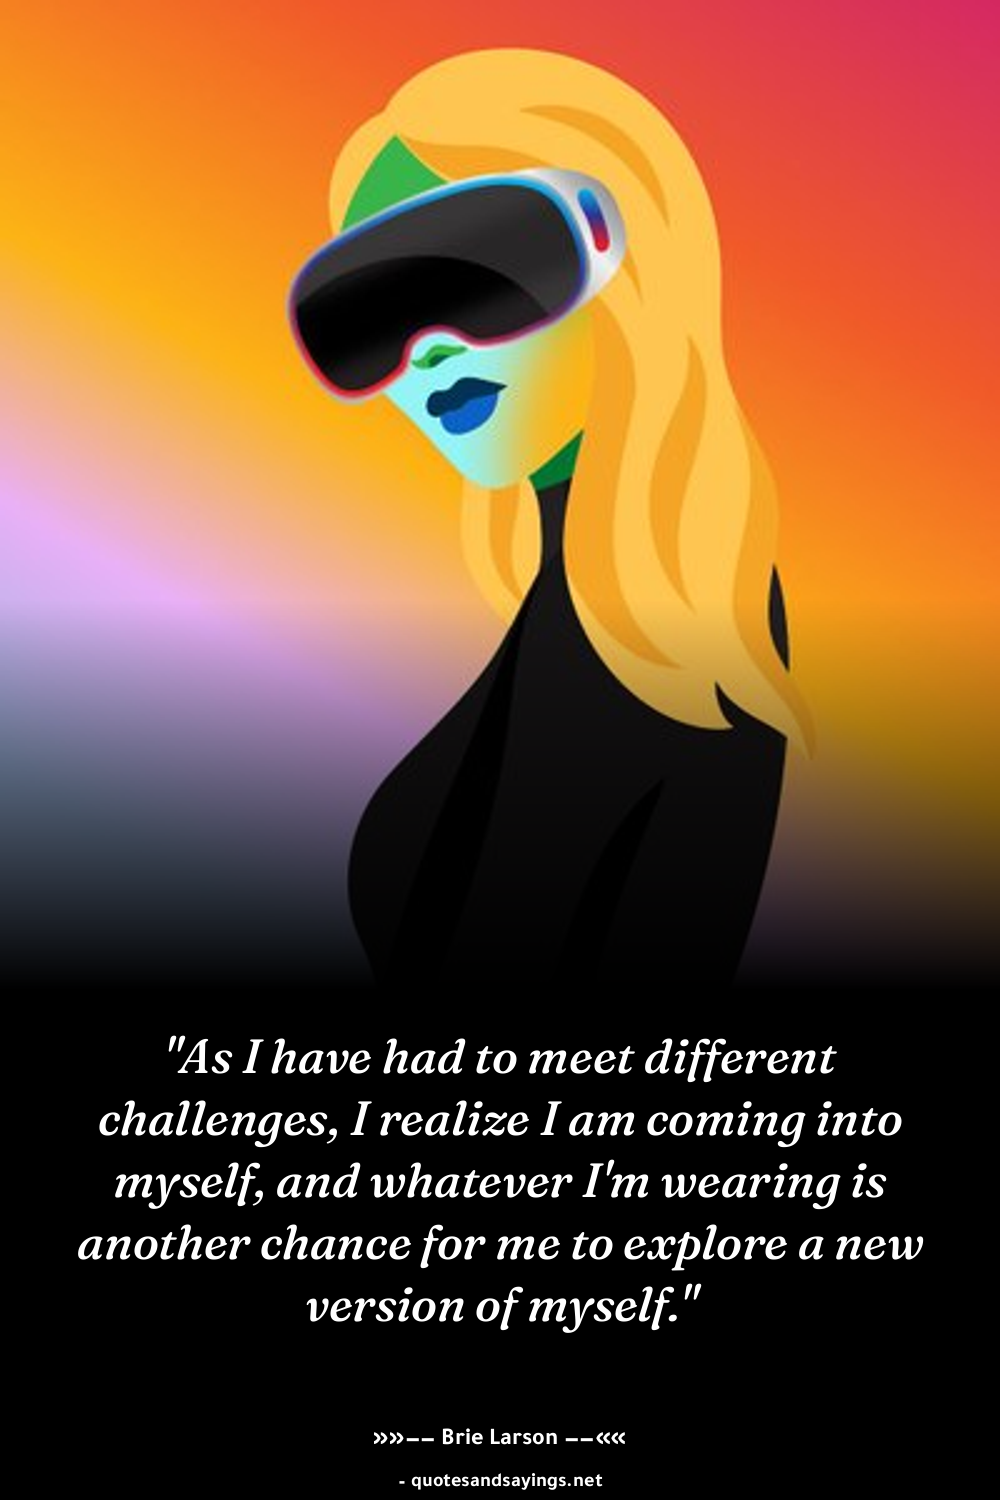 "As I have had to meet different
challenges, I realize I am coming into
myself, and whatever I'm wearing is
another chance for me to explore a new
version of myself."
»»–– Brie Larson ––««
- quotesandsayings.net